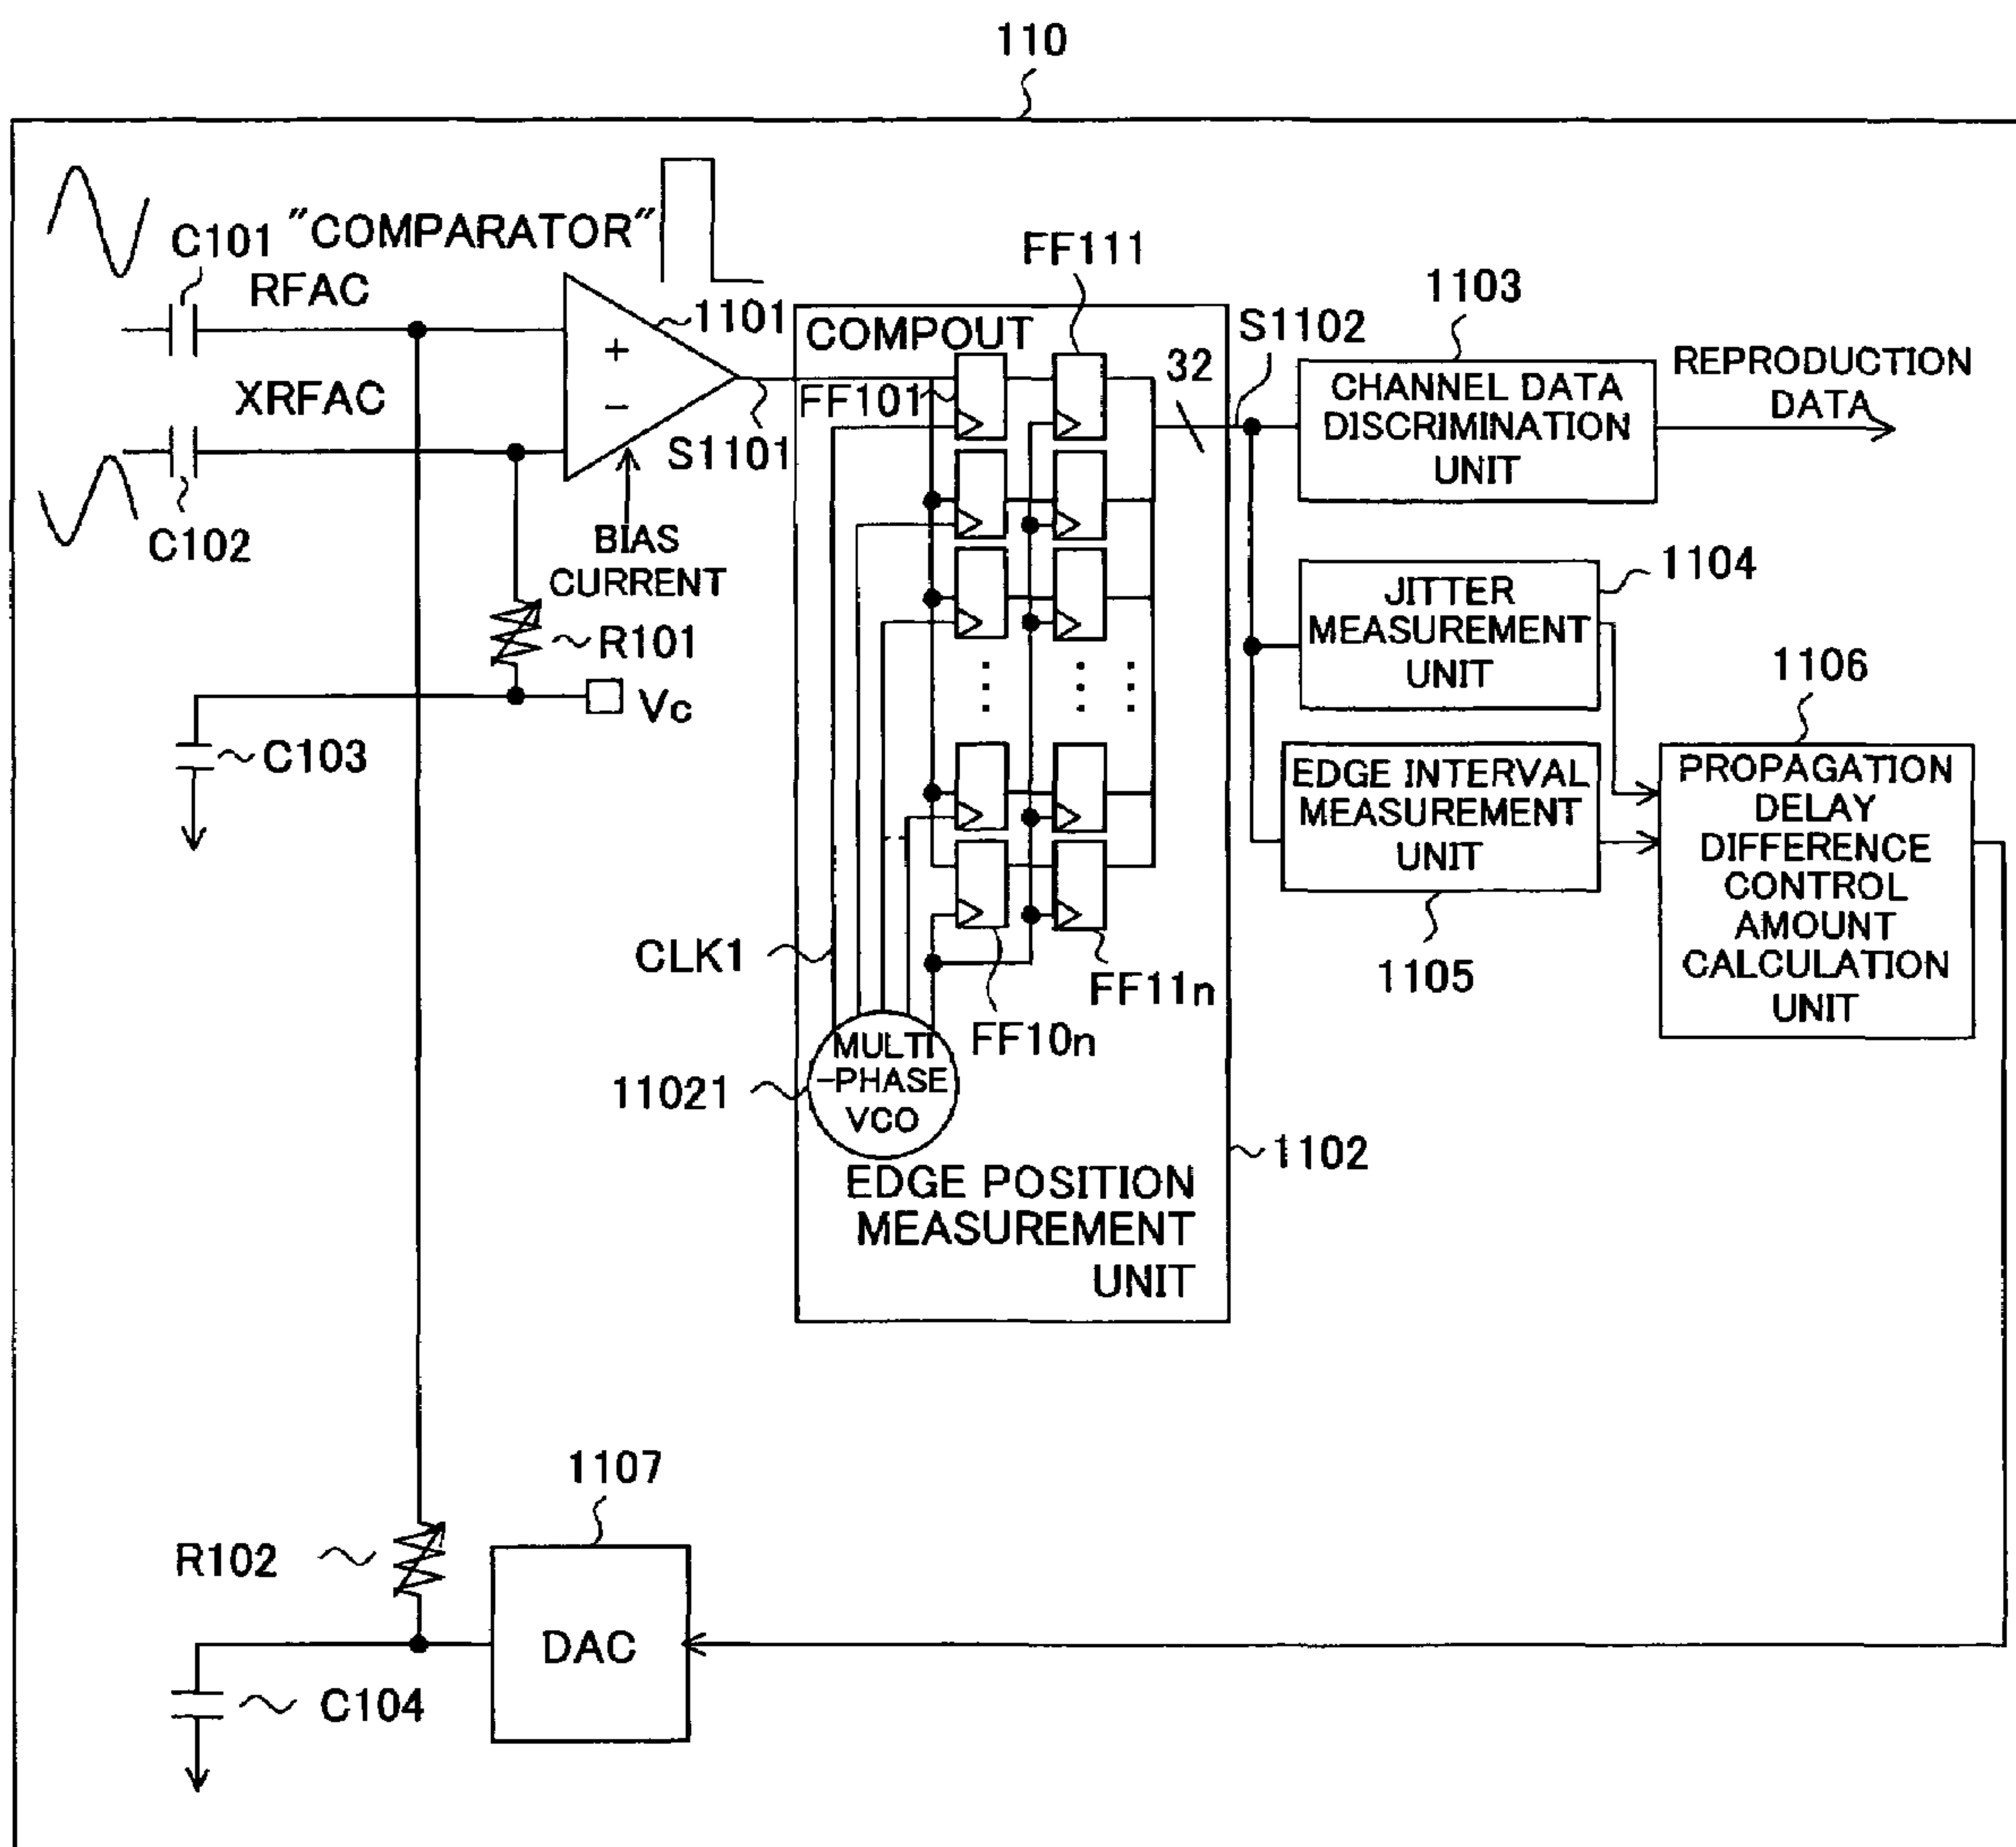 110
"COMPARATOR"
C101
RFAC
1101
+
−
XRFAC
C102
S1101
BIAS
CURRENT
R101
Vc
C103
COMPOUT
FF101
FF111
32
S1102
1103
CHANNEL DATA
DISCRIMINATION
UNIT
REPRODUCTION
DATA
1104
JITTER
MEASUREMENT
UNIT
EDGE INTERVAL
MEASUREMENT
UNIT
1105
1106
PROPAGATION
DELAY
DIFFERENCE
CONTROL
AMOUNT
CALCULATION
UNIT
CLK1
FF10n
FF11n
MULTI
-PHASE
VCO
11021
1102
EDGE POSITION
MEASUREMENT
UNIT
1107
R102
DAC
C104